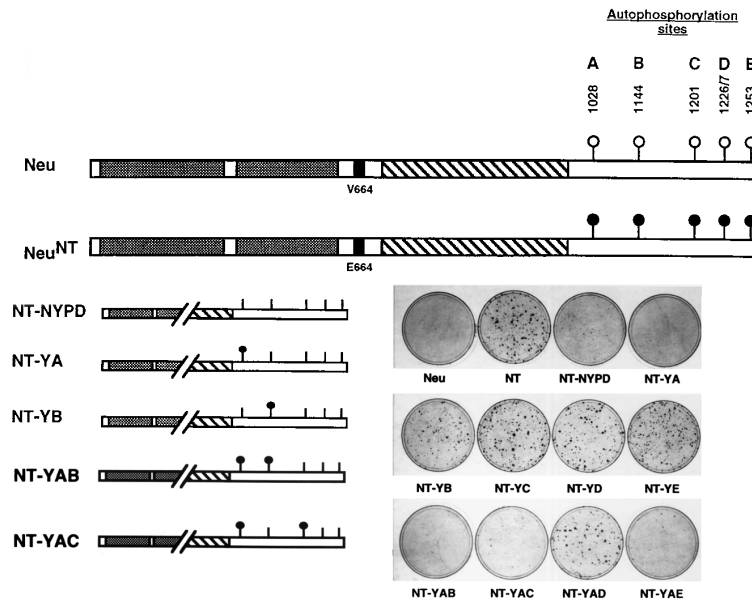 Autophosphorylation
sites
A B C D E
1028 1144 1201 1226/7 1253
Neu
V664
Neu NT
E664
NT-NYPD
NT-YA
NT-YB
NT-YAB
NT-YAC
Neu NT NT-NYPD NT-YA
NT-YB NT-YC NT-YD NT-YE
NT-YAB NT-YAC NT-YAD NT-YAE